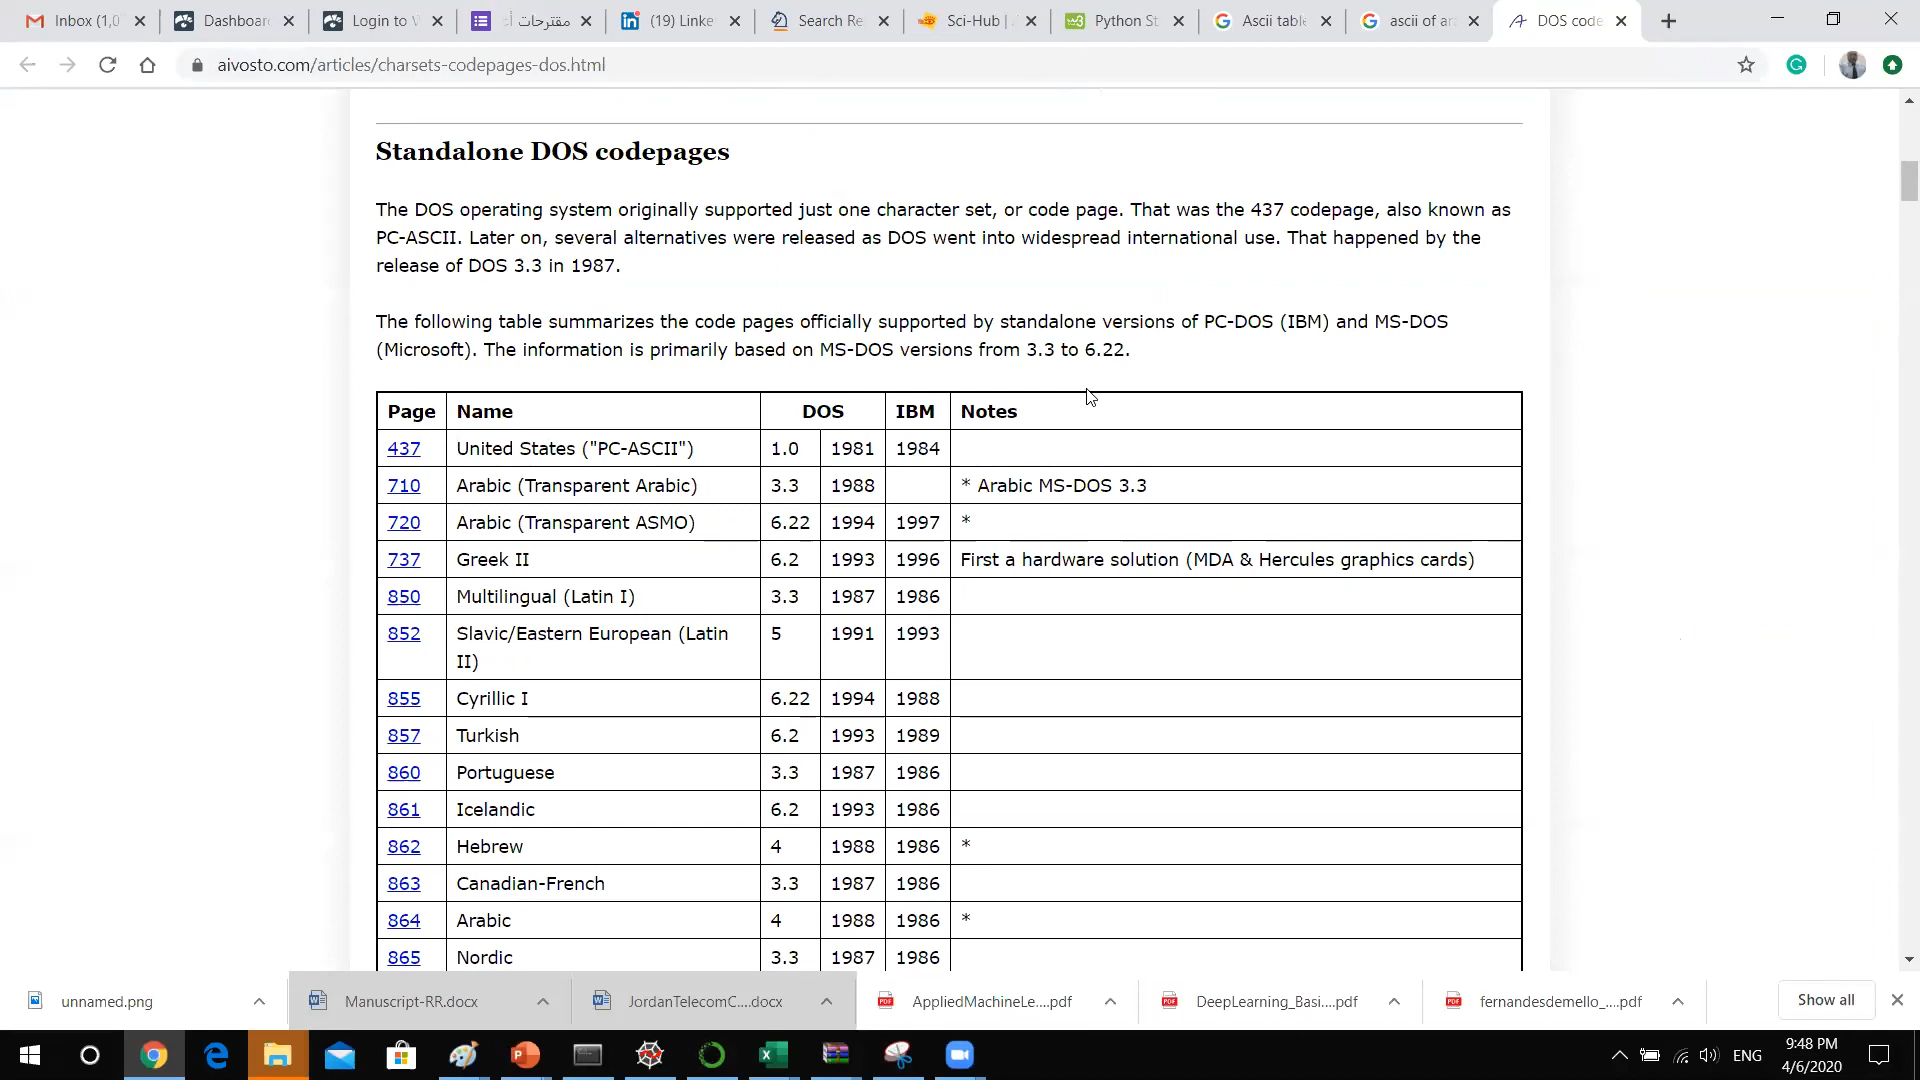 Inbox (1,0
Dashboar
Login to V
مقترحات أ
(19) Linke
Search Re
Sci-Hub |
Python St
Ascii table
ascii of ar
DOS code
aivosto.com/articles/charsets-codepages-dos.html
Standalone DOS codepages
The DOS operating system originally supported just one character set, or code page. That was the 437 codepage, also known as
PC-ASCII. Later on, several alternatives were released as DOS went into widespread international use. That happened by the
release of DOS 3.3 in 1987.
The following table summarizes the code pages officially supported by standalone versions of PC-DOS (IBM) and MS-DOS
(Microsoft). The information is primarily based on MS-DOS versions from 3.3 to 6.22.
Page Name DOS IBM Notes
437 United States ("PC-ASCII") 1.0 1981 1984
710 Arabic (Transparent Arabic) 3.3 1988 * Arabic MS-DOS 3.3
720 Arabic (Transparent ASMO) 6.22 1994 1997 *
737 Greek II 6.2 1993 1996 First a hardware solution (MDA & Hercules graphics cards)
850 Multilingual (Latin I) 3.3 1987 1986
852 Slavic/Eastern European (Latin 5 1991 1993
II)
855 Cyrillic I 6.22 1994 1988
857 Turkish 6.2 1993 1989
860 Portuguese 3.3 1987 1986
861 Icelandic 6.2 1993 1986
862 Hebrew 4 1988 1986 *
863 Canadian-French 3.3 1987 1986
864 Arabic 4 1988 1986 *
865 Nordic 3.3 1987 1986
unnamed.png
Manuscript-RR.docx
JordanTelecomC....docx
AppliedMachineLe....pdf
DeepLearning_Basi....pdf
fernandesdemello_....pdf
Show all
ENG
9:48 PM
4/6/2020